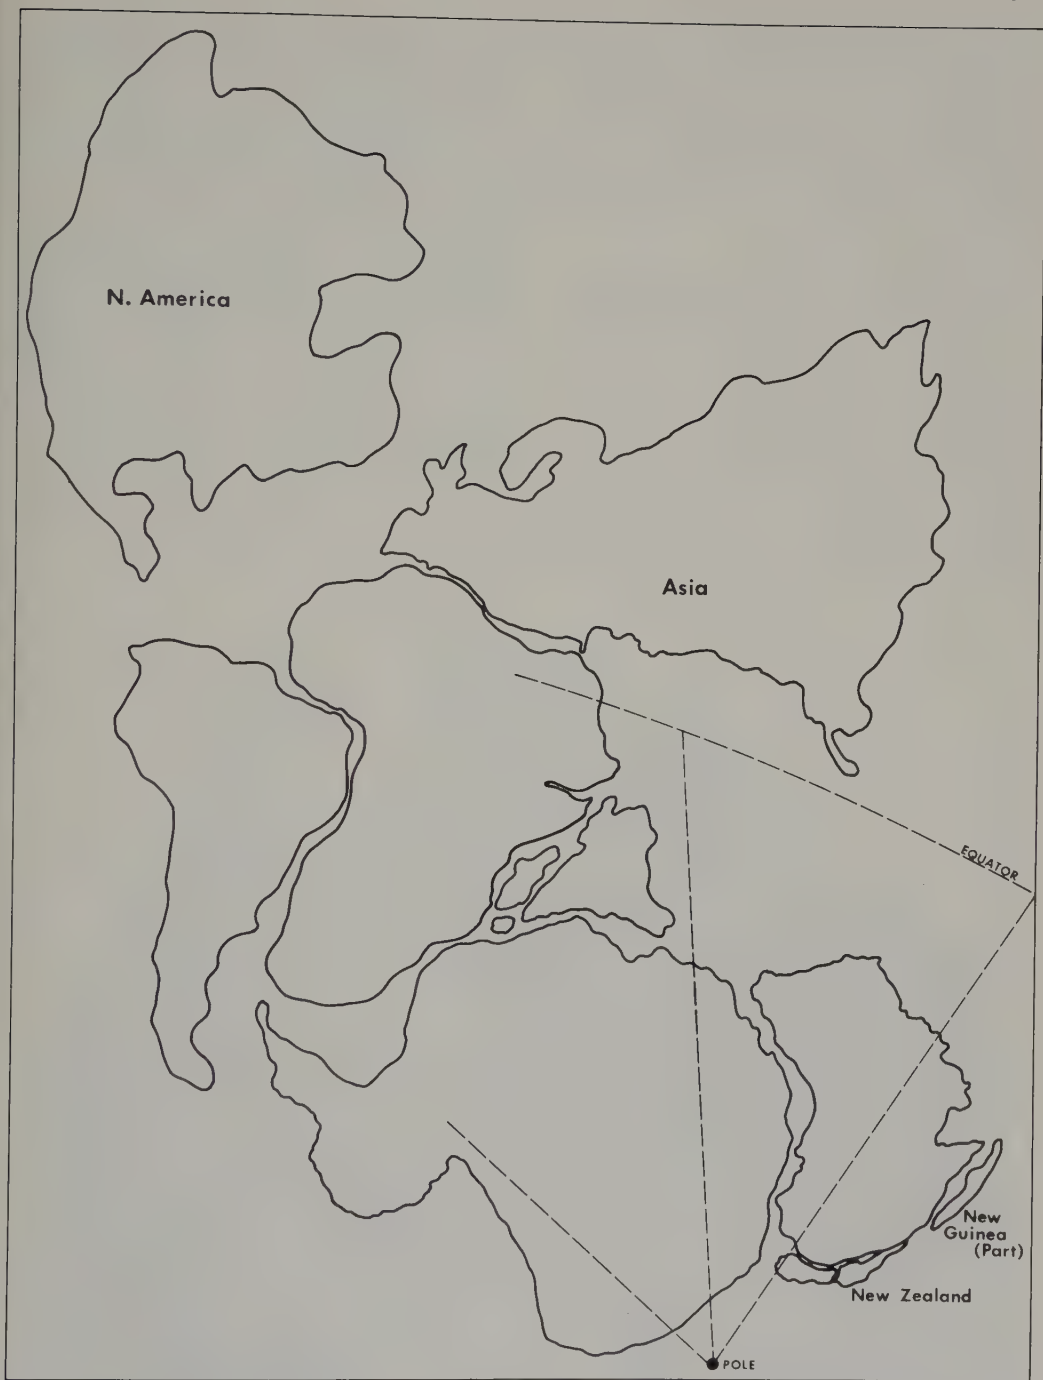 N. America
Asia
EQUATOR
New
Guinea
(Part)
New Zealand
POLE